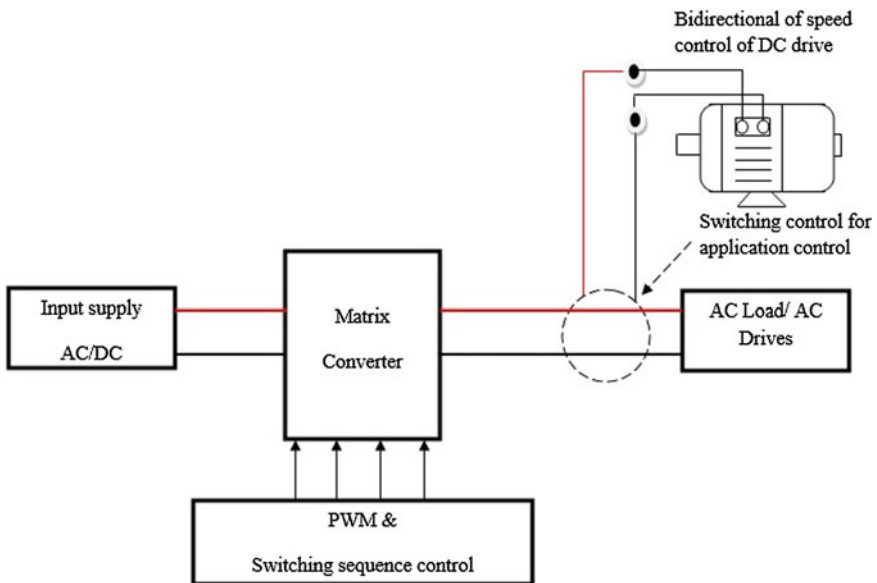 Bidirectional of speed
control of DC drive
Switching control for
application control
Input supply
AC/DC
Matrix
Converter
AC Load/ AC
Drives
PWM &
Switching sequence control